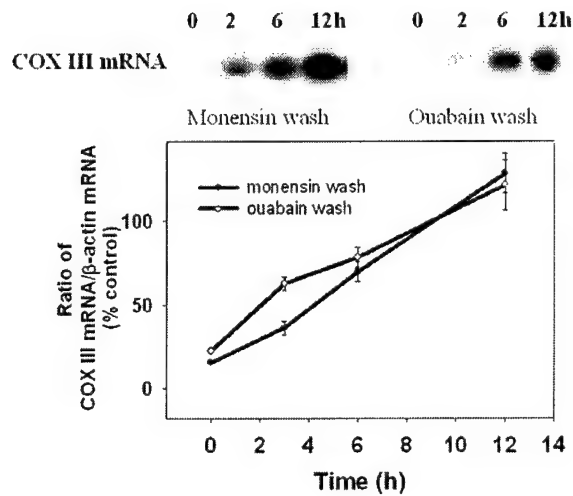 0 2 6 12h 0 2 6 12h
COX III mRNA
Monensin wash Ouabain wash
monensin wash
ouabain wash
Ratio of
COX III mRNA/β-actin mRNA
(% control)
100
50
0
0 2 4 6 8 10 12 14
Time (h)